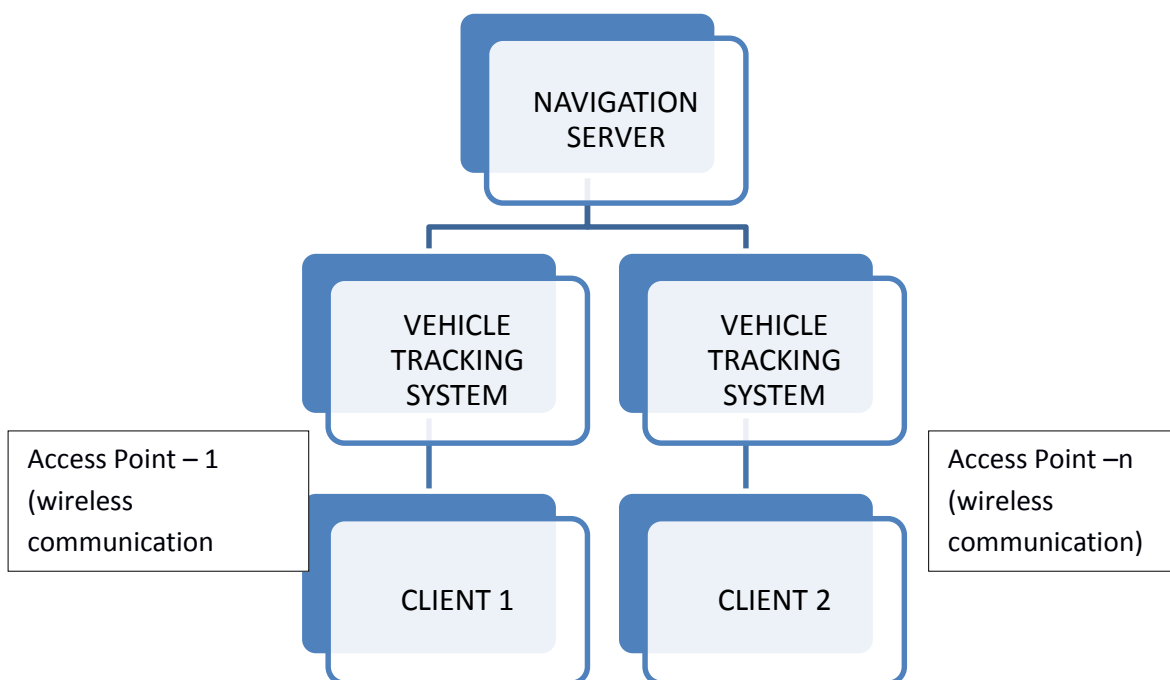 NAVIGATION
SERVER
VEHICLE
TRACKING
SYSTEM
VEHICLE
TRACKING
SYSTEM
Access Point – 1
(wireless
communication
Access Point –n
(wireless
communication)
CLIENT 1
CLIENT 2